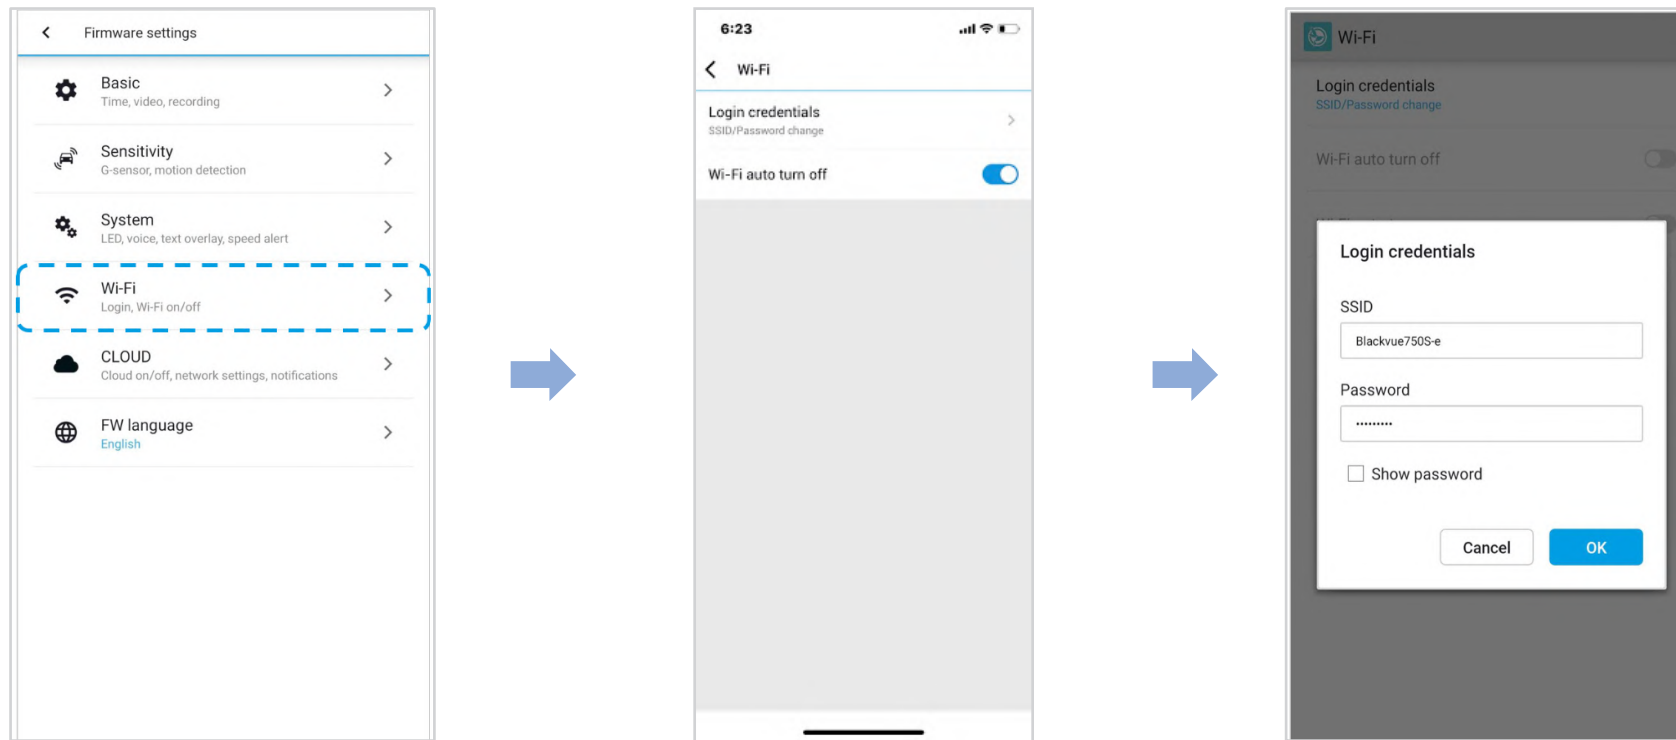 Firmware settings
Basic
Time, video, recording
Sensitivity
G-sensor, motion detection
System
LED, voice, text overlay, speed alert
Wi-Fi
Login, Wi-Fi on/off
CLOUD
Cloud on/off, network settings, notifications
FW language
English
6:23
Wi-Fi
Login credentials
SSID/Password change
Wi-Fi auto turn off
Wi-Fi
Login credentials
SSID/Password change
Wi-Fi auto turn off
Login credentials
SSID
Blackvue750S-e
Password
•••••••••
Show password
Cancel
OK